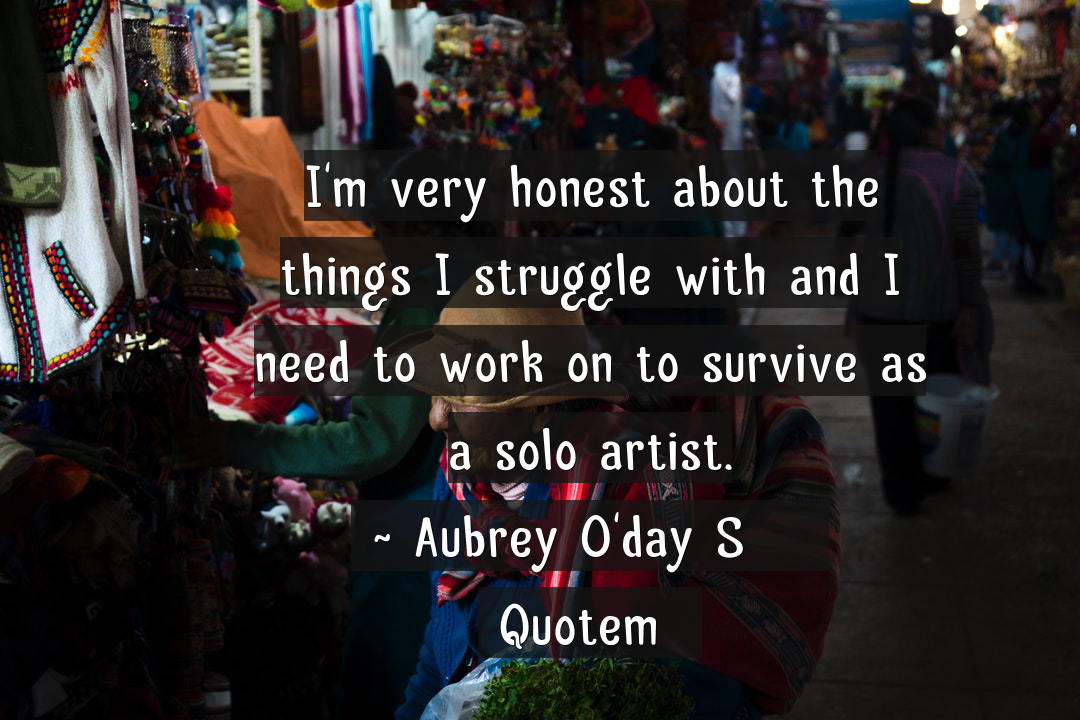 I'm very honest about the
things I struggle with and I
need to work on to survive as
a solo artist.
~ Aubrey O'day S
Quotem